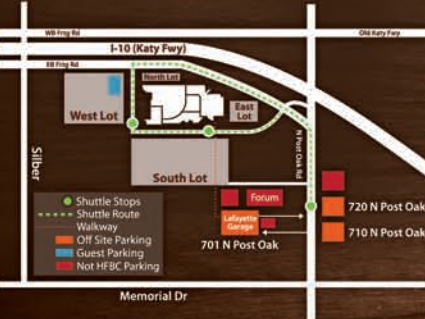 WB Frtg Rd
Old Katy Fwy
I-10 (Katy Fwy)
EB Frtg Rd
North Lot
West Lot
East
Lot
N Post Oak Rd
Silber
South Lot
Shuttle Stops
Shuttle Route
Walkway
Off Site Parking
Guest Parking
Not HFBC Parking
Forum
Lafayette
Garage
701 N Post Oak
720 N Post Oak
710 N Post Oak
Memorial Dr